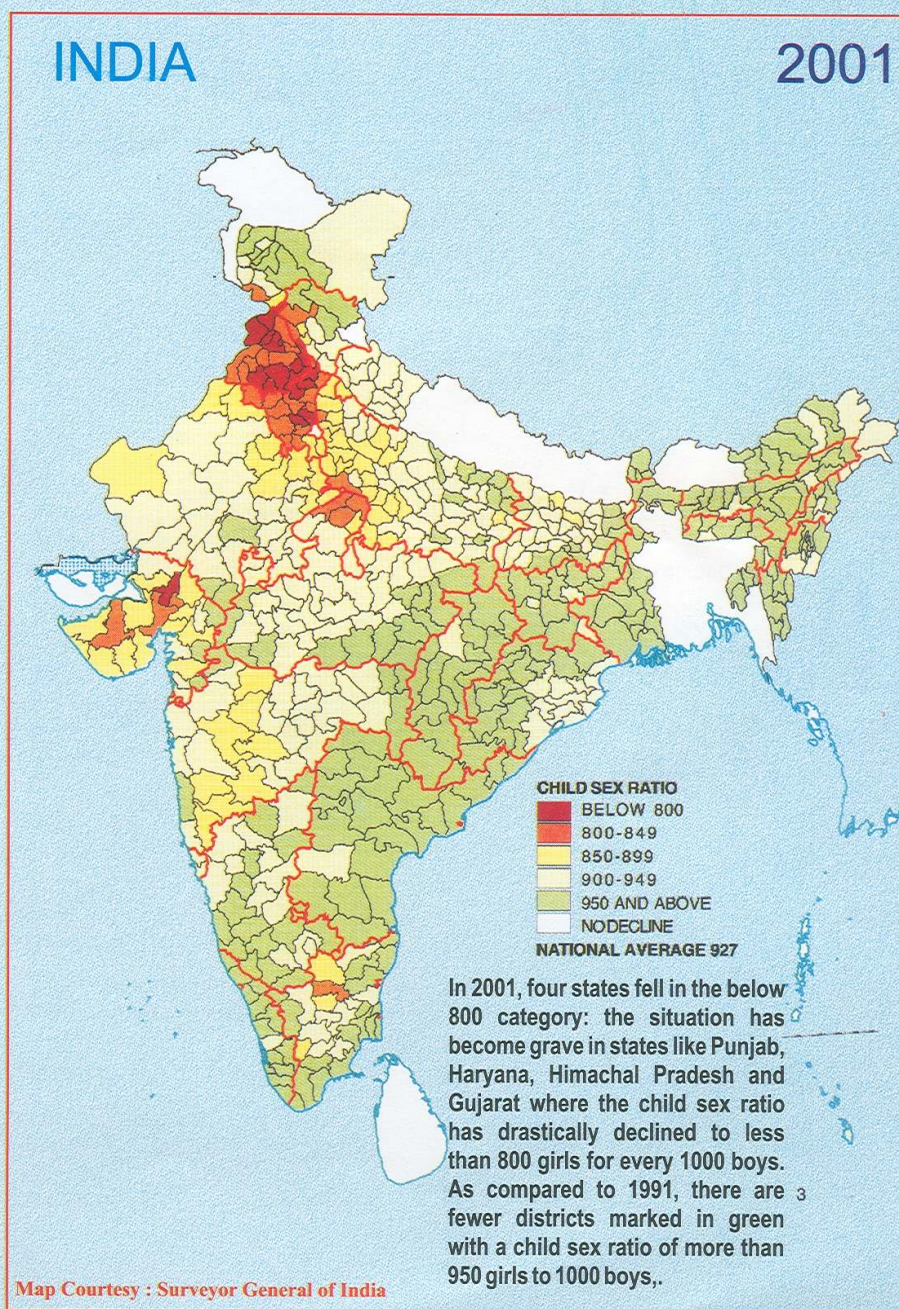 INDIA
2001
CHILD SEX RATIO
BELOW 800
800-849
850-899
900-949
950 AND ABOVE
NO DECLINE
NATIONAL AVERAGE 927
In 2001, four states fell in the below
800 category: the situation has
become grave in states like Punjab,
Haryana, Himachal Pradesh and
Gujarat where the child sex ratio
has drastically declined to less
than 800 girls for every 1000 boys.
As compared to 1991, there are
fewer districts marked in green
with a child sex ratio of more than
950 girls to 1000 boys,.
3
Map Courtesy : Surveyor General of India